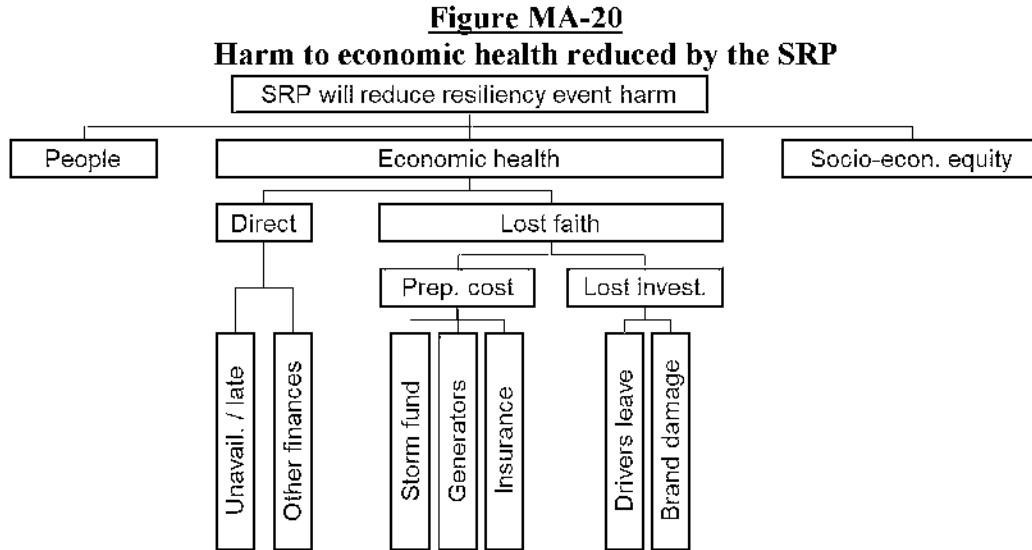 Figure MA-20
Harm to economic health reduced by the SRP
SRP will reduce resiliency event harm
People
Economic health
Socio-econ. equity
Direct
Lost faith
Prep. cost
Lost invest.
Unavail. / late
Other finances
Storm fund
Generators
Insurance
Drivers leave
Brand damage